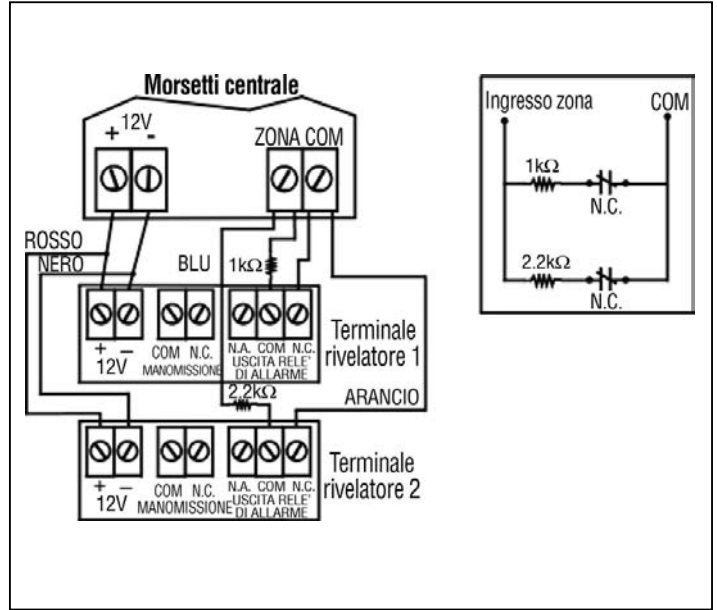 Morsetti centrale
+ 12V -
ZONA COM
ROSSO
NERO
BLU
1kΩ
+ −
12V
COM N.C.
MANOMISSIONE
N.A. COM N.C.
USCITA RELE'
DI ALLARME
Terminale
rivelatore 1
2.2kΩ
ARANCIO
+ −
12V
COM N.C.
MANOMISSIONE
N.A. COM N.C.
USCITA RELE'
DI ALLARME
Terminale
rivelatore 2
Ingresso zona
COM
1kΩ
N.C.
2.2kΩ
N.C.